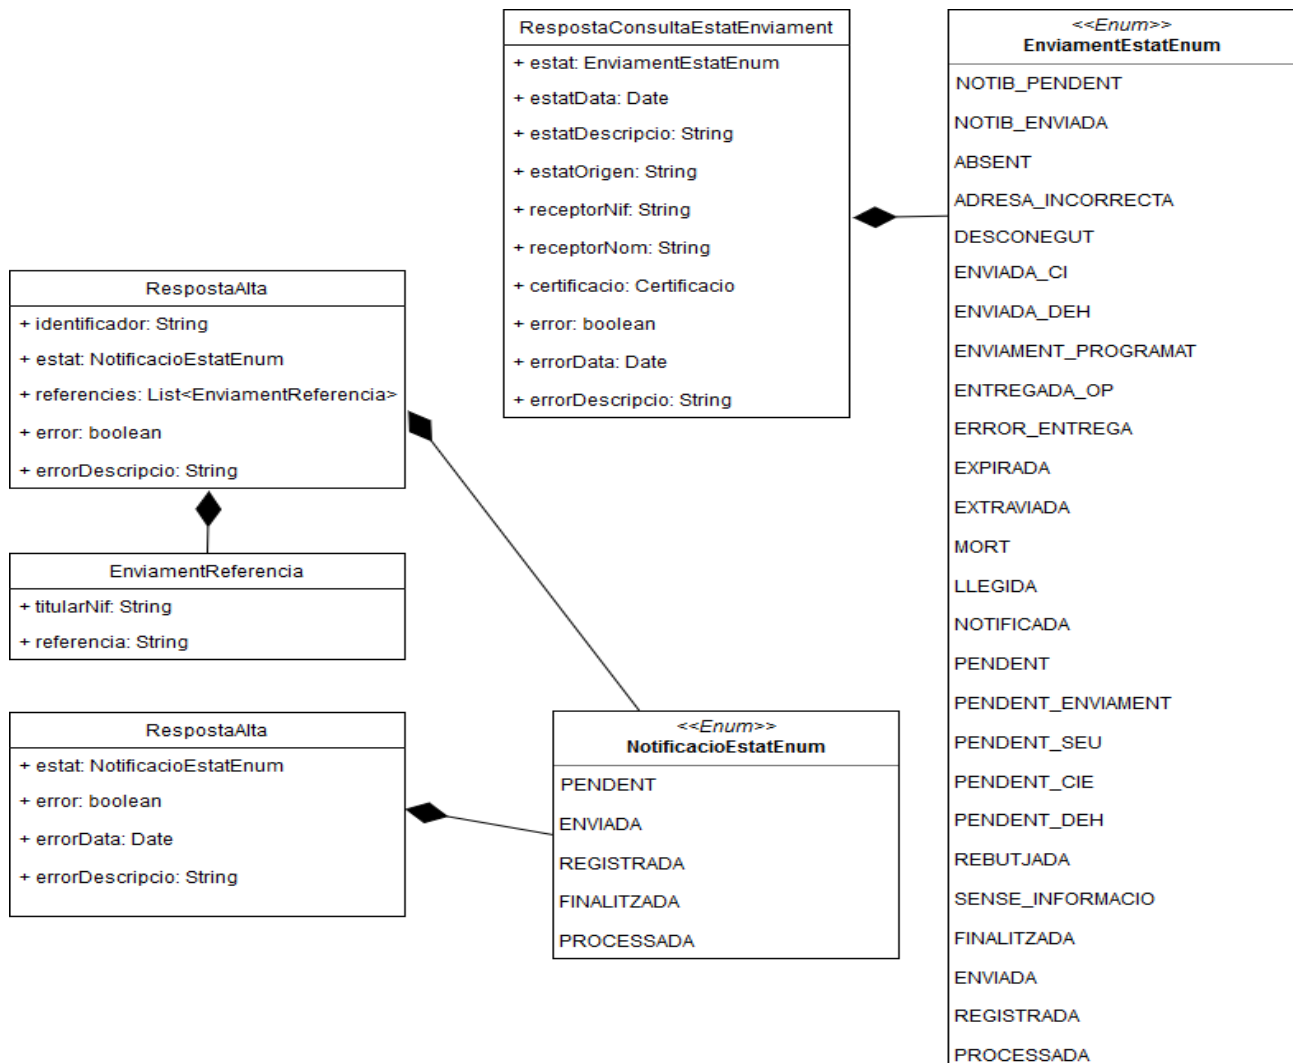 RespostaConsultaEstatEnviament
+ estat: EnviamentEstatEnum
+ estatData: Date
+ estatDescripcio: String
+ estatOrigen: String
+ receptorNif: String
+ receptorNom: String
+ certificacio: Certificacio
+ error: boolean
+ errorData: Date
+ errorDescripcio: String
<<Enum>>
EnviamentEstatEnum
NOTIB_PENDENT
NOTIB_ENVIADA
ABSENT
ADRESA_INCORRECTA
DESCONEGUT
ENVIADA_CI
ENVIADA_DEH
ENVIAMENT_PROGRAMAT
ENTREGADA_OP
ERROR_ENTREGA
EXPIRADA
EXTRAVIADA
MORT
LLEGIDA
NOTIFICADA
PENDENT
PENDENT_ENVIAMENT
PENDENT_SEU
PENDENT_CIE
PENDENT_DEH
REBUTJADA
SENSE_INFORMACIO
FINALITZADA
ENVIADA
REGISTRADA
PROCESSADA
RespostaAlta
+ identificador: String
+ estat: NotificacioEstatEnum
+ referencies: List<EnviamentReferencia>
+ error: boolean
+ errorDescripcio: String
EnviamentReferencia
+ titularNif: String
+ referencia: String
RespostaAlta
+ estat: NotificacioEstatEnum
+ error: boolean
+ errorData: Date
+ errorDescripcio: String
<<Enum>>
NotificacioEstatEnum
PENDENT
ENVIADA
REGISTRADA
FINALITZADA
PROCESSADA